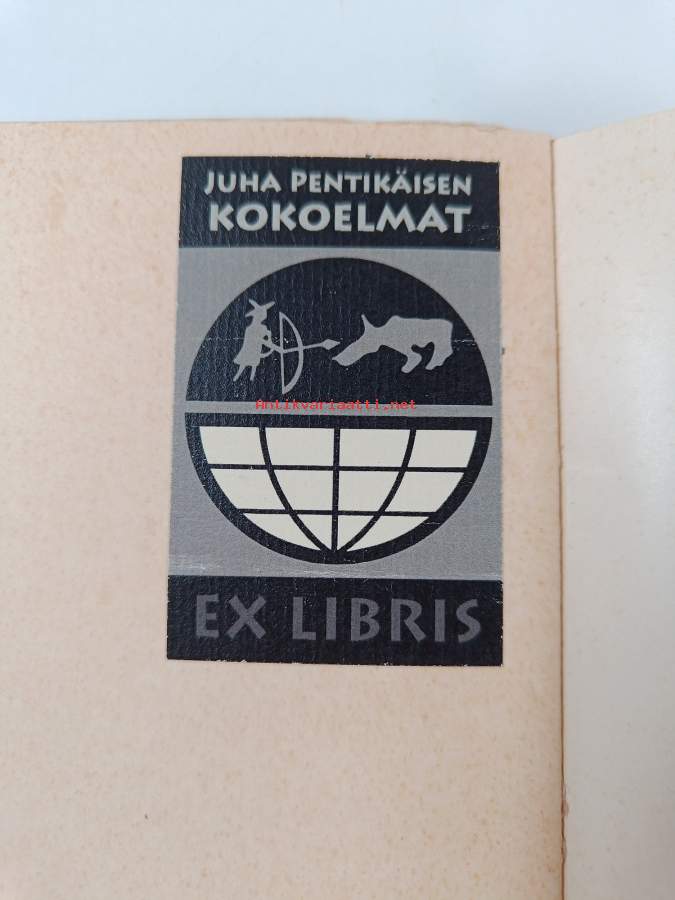 JUHA PENTIKÄISEN
KOKOELMAT
Antikvariaatti.net
EX LIBRIS